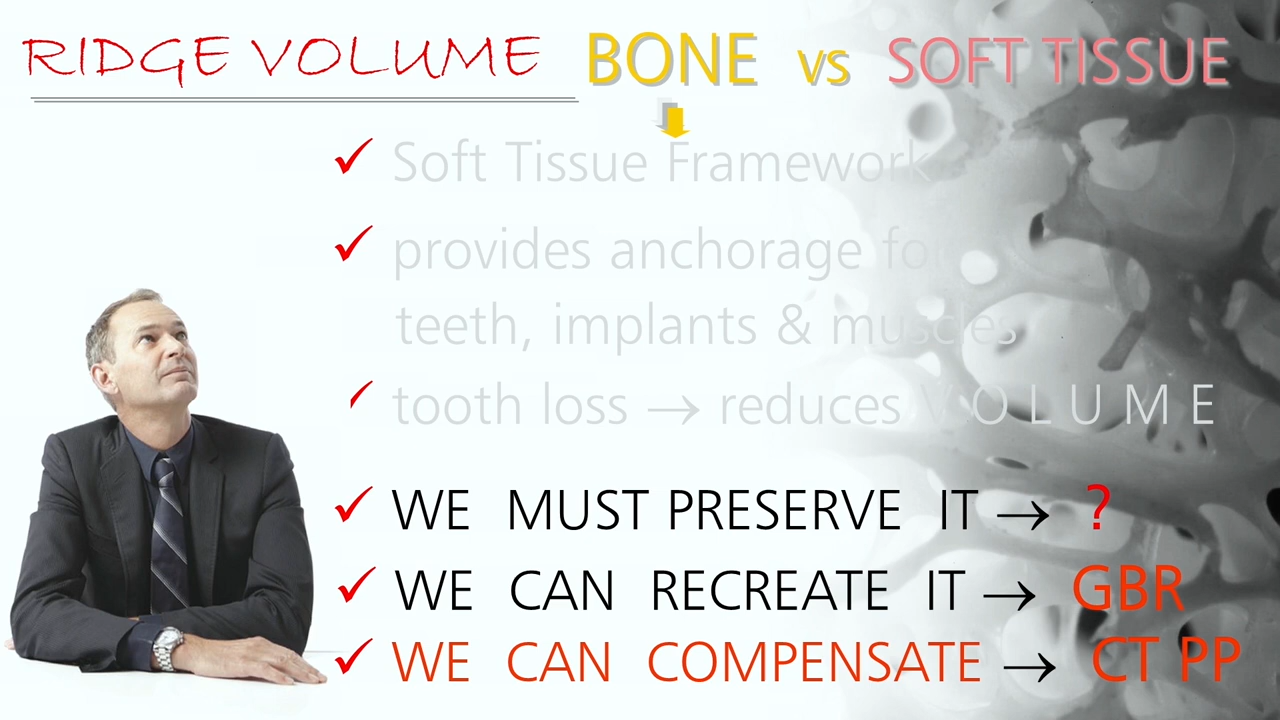 RIDGE VOLUME BONE vs SOFT TISSUE
✓ Soft Tissue Framework
✓ provides anchorage for
teeth, implants & muscles
✓ tooth loss → reduces VOLUME
✓ WE MUST PRESERVE IT → ?
✓ WE CAN RECREATE IT → GBR
✓ WE CAN COMPENSATE → CT PP